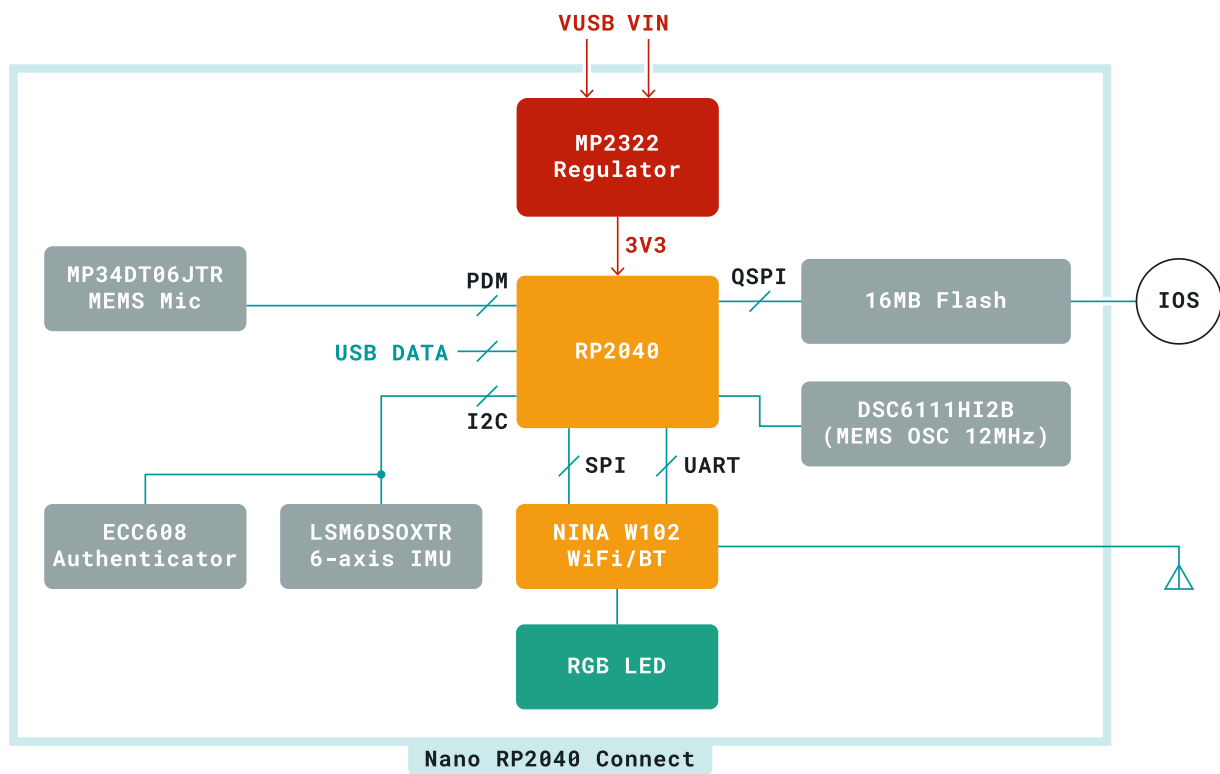 VUSB VIN
MP2322
Regulator
3V3
MP34DT06JTR
MEMS Mic
PDM
QSPI
16MB Flash
IOS
USB DATA
RP2040
I2C
DSC6111HI2B
(MEMS OSC 12MHz)
SPI
UART
ECC608
Authenticator
LSM6DSOXTR
6-axis IMU
NINA W102
WiFi/BT
RGB LED
Nano RP2040 Connect